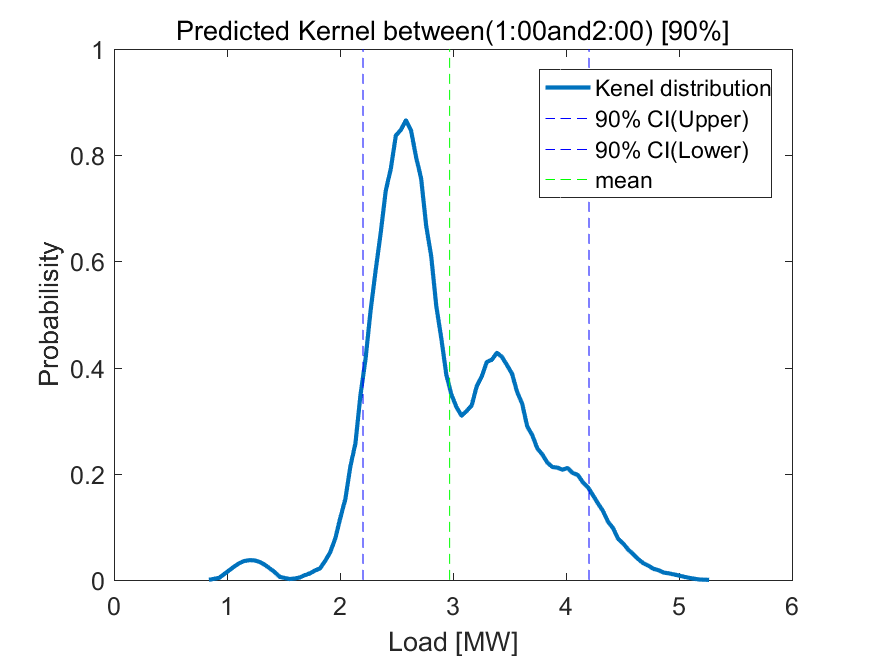 Predicted Kernel between(1:00and2:00) [90%]
1
0.8
0.6
0.4
0.2
0
Probabilisity
Kenel distribution
90% CI(Upper)
90% CI(Lower)
mean
0 1 2 3 4 5 6
Load [MW]